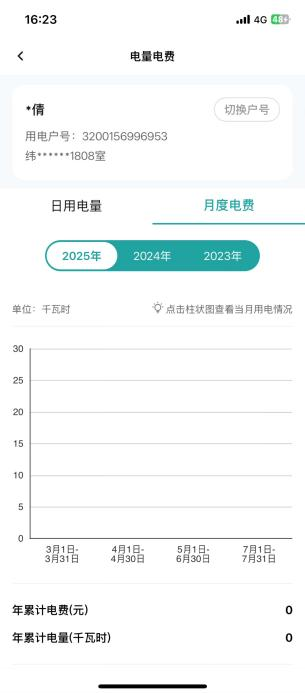 16:23
4G 48
电量电费
*倩
切换户号
用电户号：3200156996953
纬******1808室
日用电量
月度电费
2025年
2024年
2023年
单位：千瓦时
点击柱状图查看当月用电情况
30
25
20
15
10
5
0
3月1日-
3月31日
4月1日-
4月30日
5月1日-
6月30日
7月1日-
7月31日
年累计电费(元)
0
年累计电量(千瓦时)
0